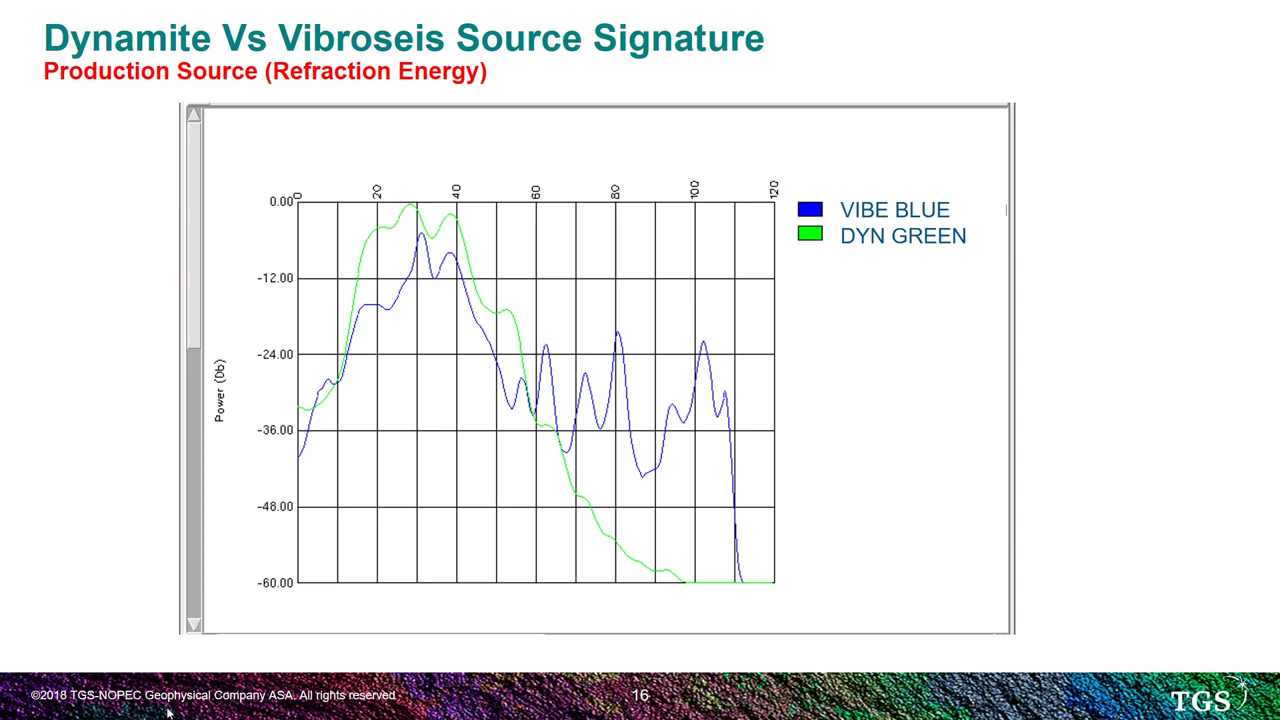 Dynamite Vs Vibroseis Source Signature
Production Source (Refraction Energy)
0 20 40 60 80 100 120
0.00
-12.00
-24.00
-36.00
-48.00
-60.00
Power (Db)
VIBE BLUE
DYN GREEN
©2018 TGS-NOPEC Geophysical Company ASA. All rights reserved
16
TGS